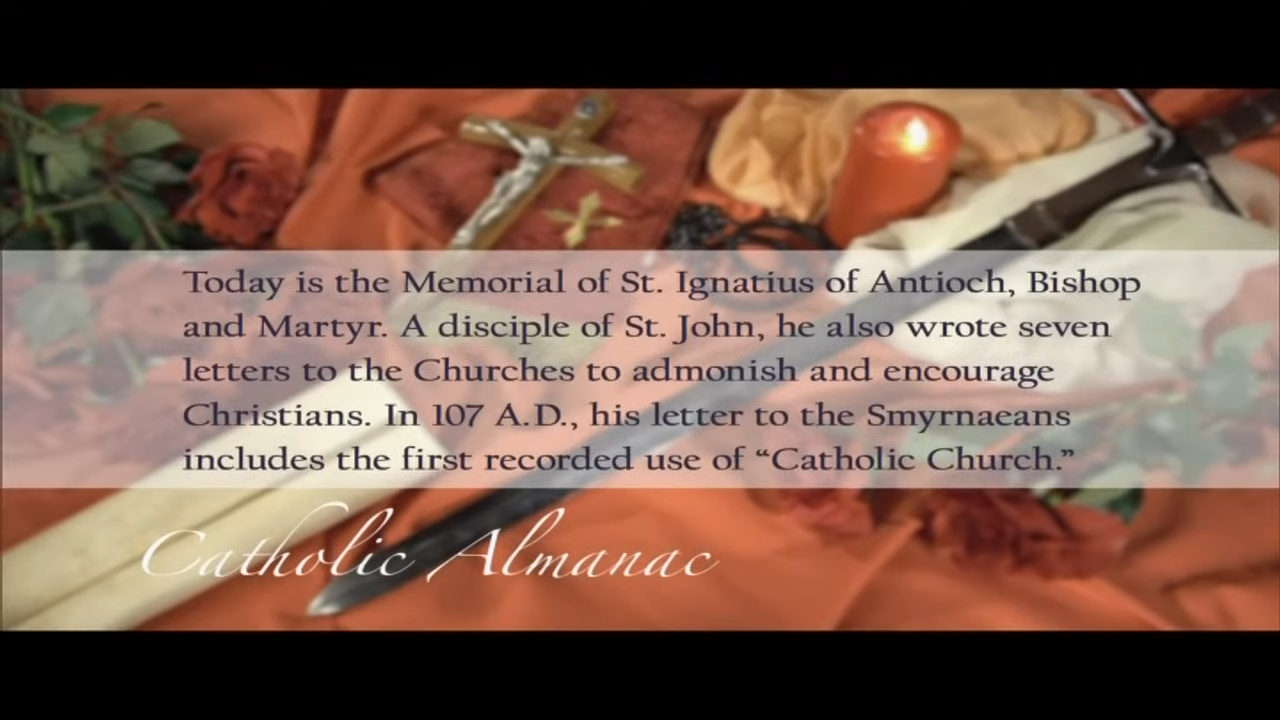 Today is the Memorial of St. Ignatius of Antioch, Bishop
and Martyr. A disciple of St. John, he also wrote seven
letters to the Churches to admonish and encourage
Christians. In 107 A.D., his letter to the Smyrnaeans
includes the first recorded use of “Catholic Church.”
Catholic Almanac